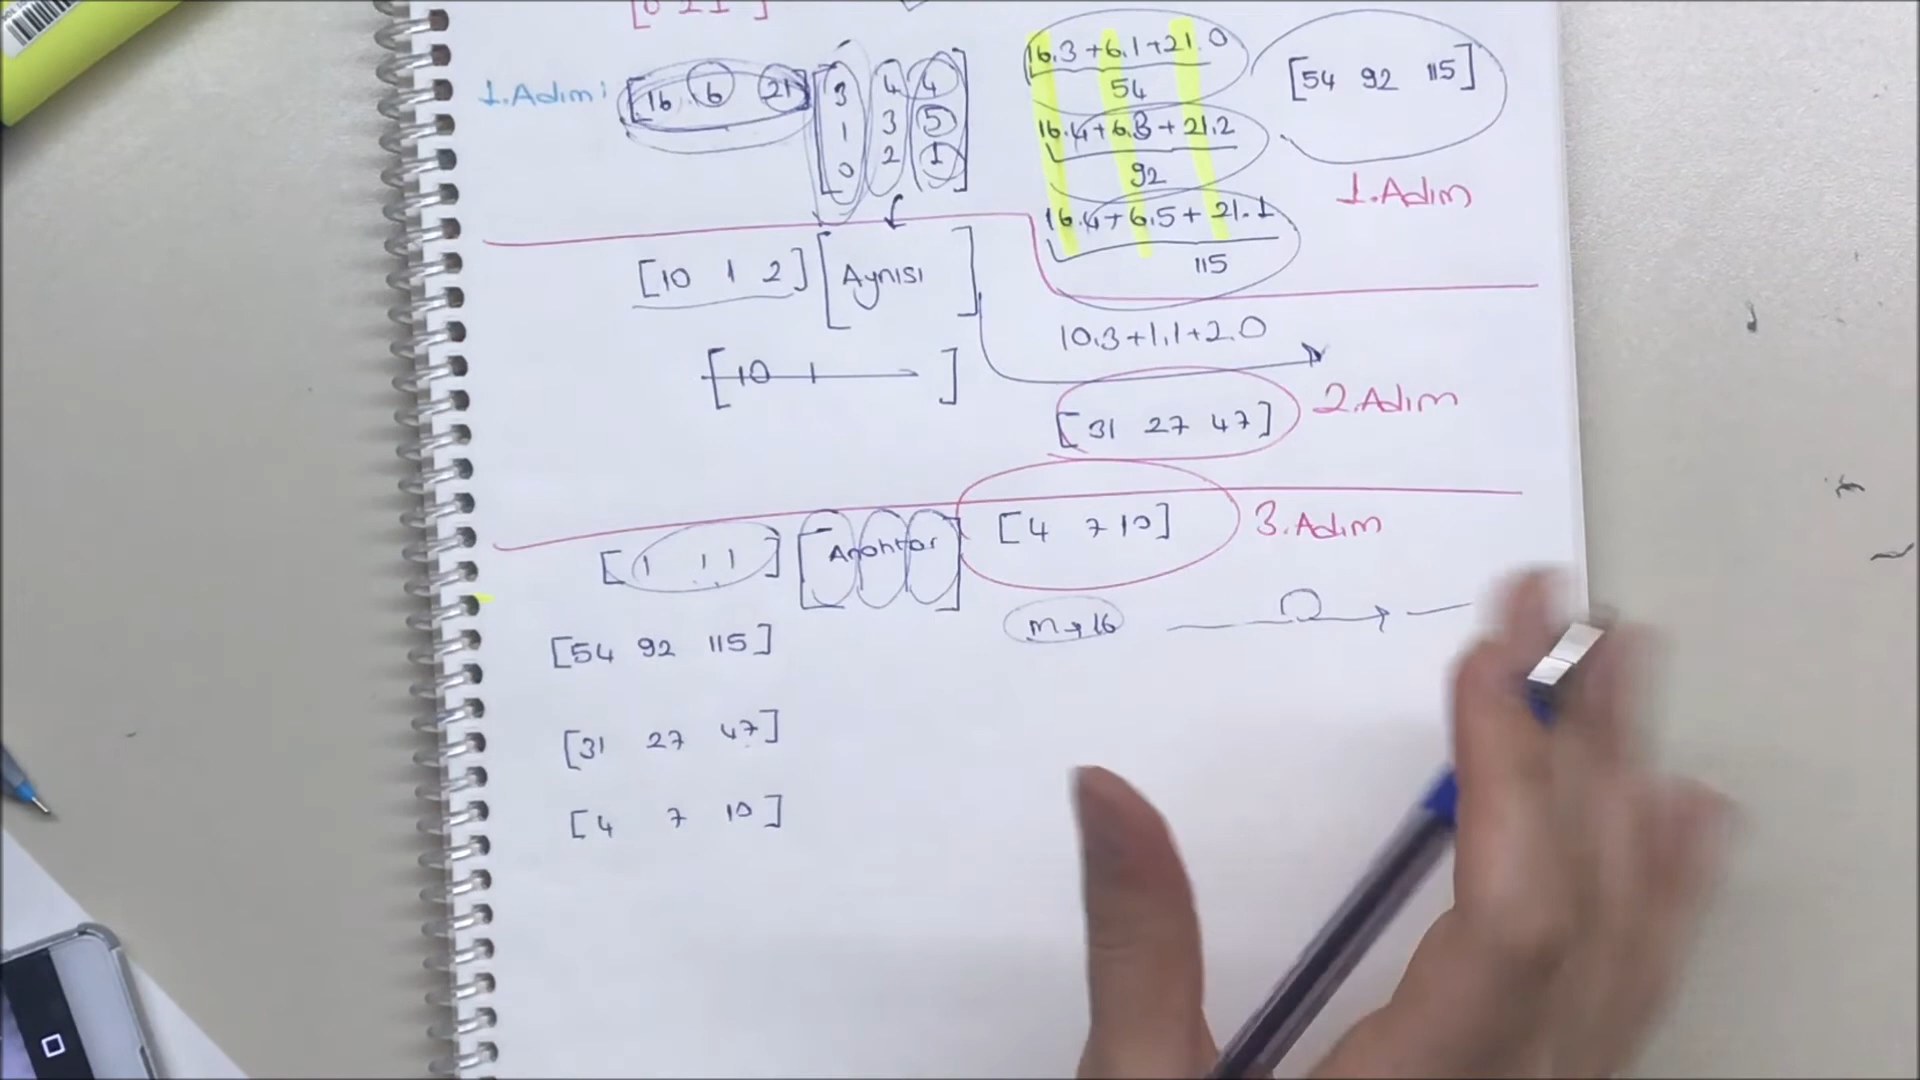 1.Adım: [16 6 21] [3 4 4
1 3 5
0 2 1]
16.3+6.1+21.0
54
16.4+6.3+21.2
92
16.4+6.5+21.1
115
[54 92 115]
1.Adım
[10 1 2] [Aynısı]
[10 1 ]
10.3+1.1+2.0
[31 27 47] 2.Adım
[1 1 1] [Anahtar] [4 7 10] 3.Adım
m→16
[54 92 115]
[31 27 47]
[4 7 10]